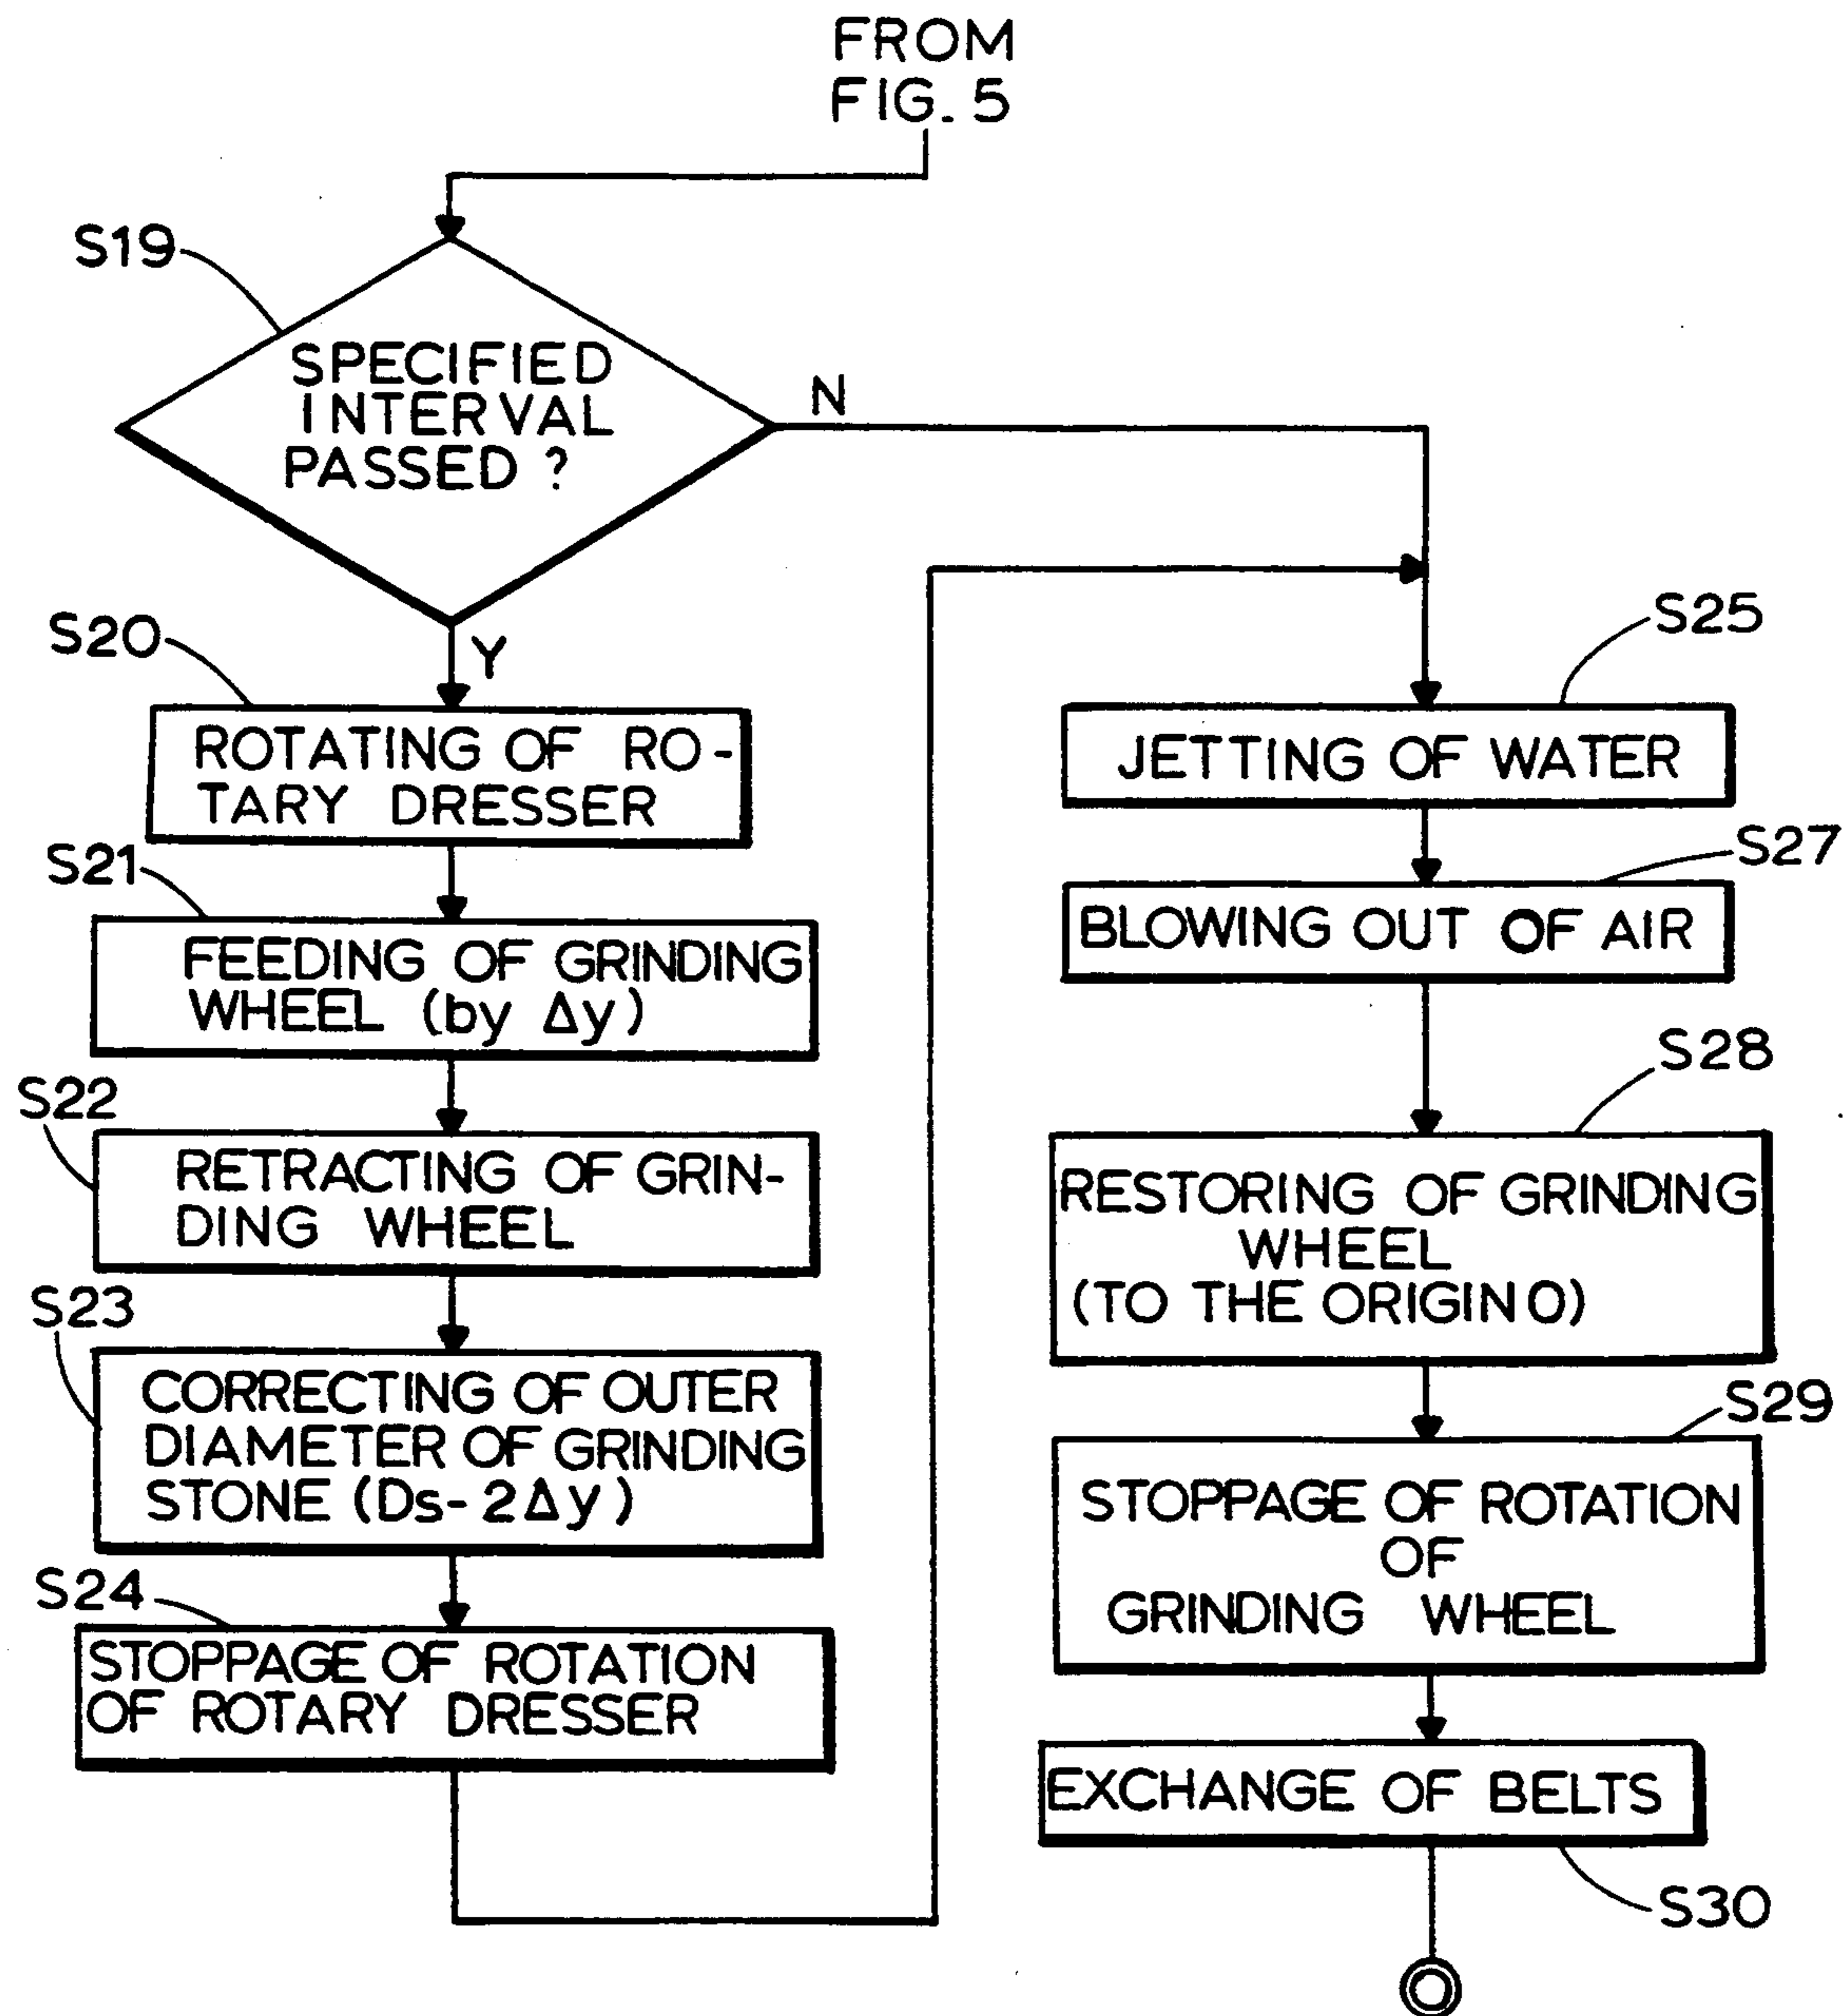 FROM
FIG. 5
S19
SPECIFIED
INTERVAL
PASSED ?
N
Y
S20
ROTATING OF RO-
TARY DRESSER
S21
FEEDING OF GRINDING
WHEEL (by Δy)
S22
RETRACTING OF GRIN-
DING WHEEL
S23
CORRECTING OF OUTER
DIAMETER OF GRINDING
STONE (Ds-2Δy)
S24
STOPPAGE OF ROTATION
OF ROTARY DRESSER
S25
JETTING OF WATER
S27
BLOWING OUT OF AIR
S28
RESTORING OF GRINDING
WHEEL
(TO THE ORIGIN O)
S29
STOPPAGE OF ROTATION
OF
GRINDING WHEEL
EXCHANGE OF BELTS
S30